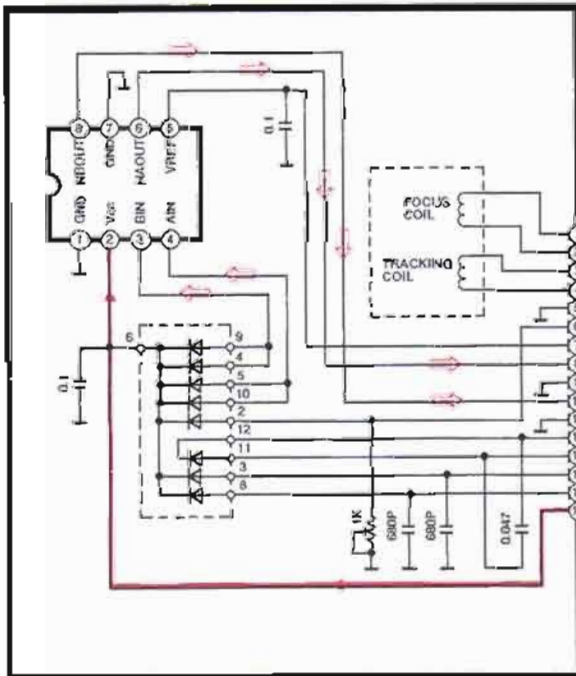 8 7 6 5
NBOUT GND NAOUT VREF
GND Vcc BIN AIN
1 2 3 4
0.1
FOCUS
COIL
TRACKING
COIL
6
0.1
9
4
5
10
2
12
11
3
8
1K
680P
680P
0.047